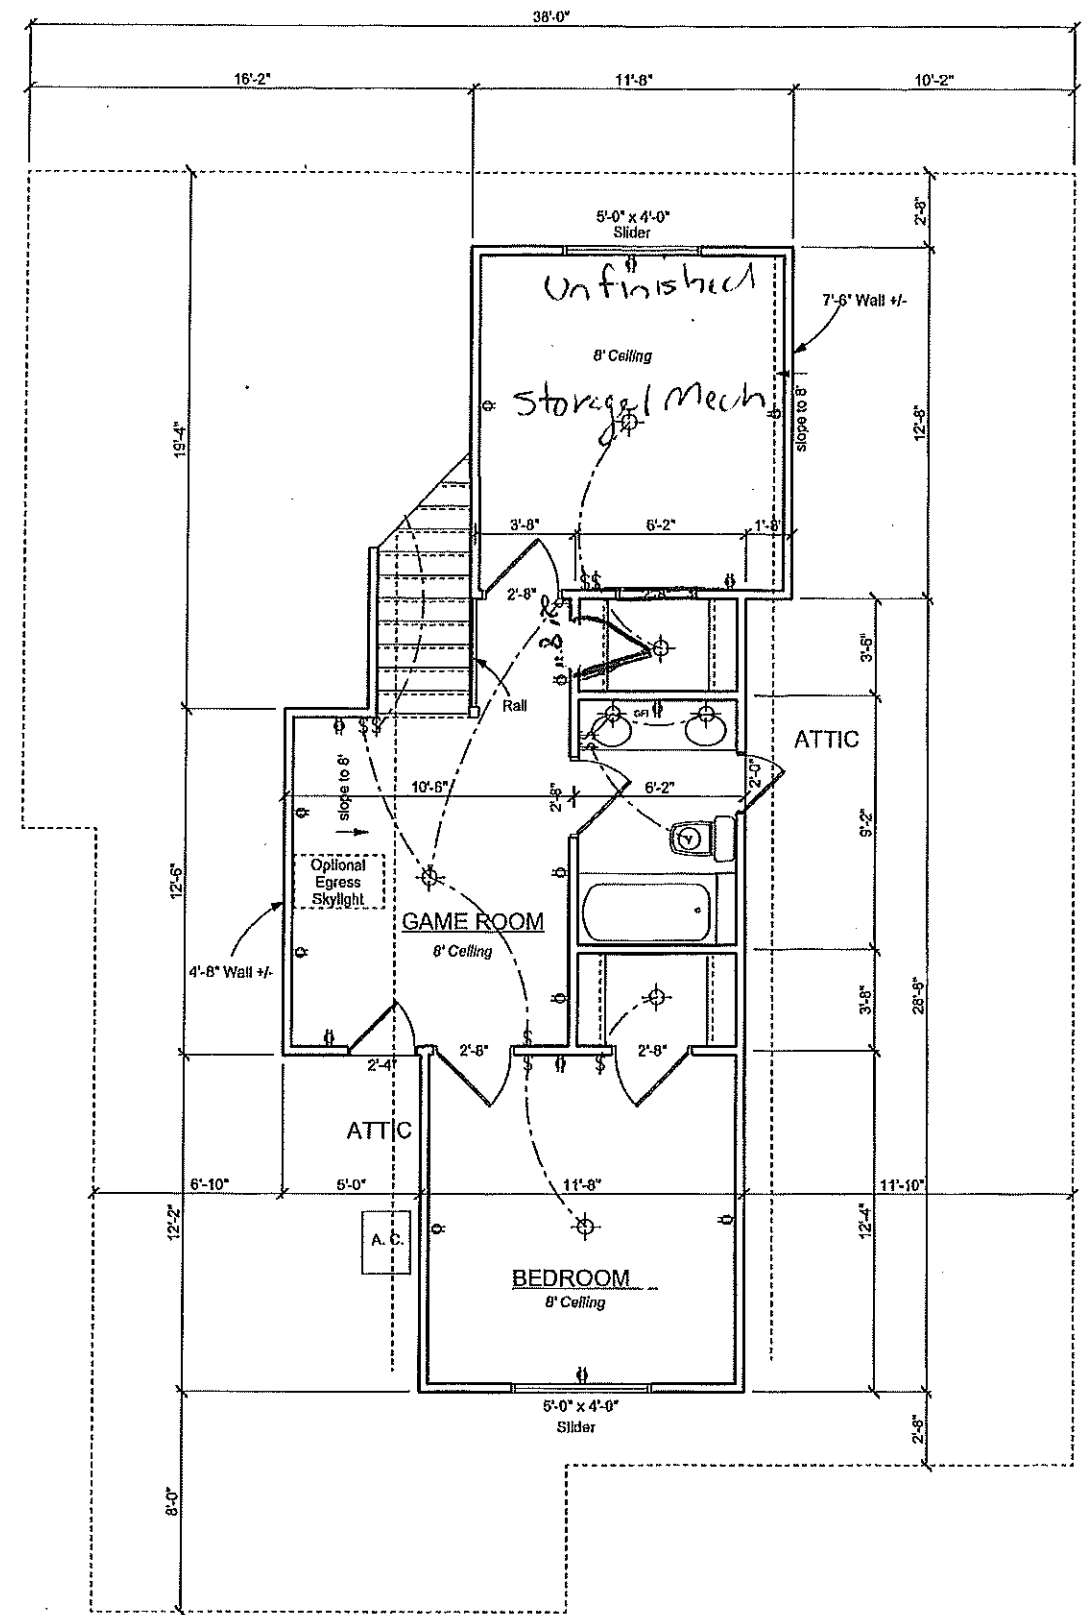 38'-0"
16'-2"
11'-8"
10'-2"
2'-8"
5'-0" x 4'-0"
Slider
Unfinished
7'-6" Wall +/-
8' Ceiling
Storage/Mech
slope to 8'
12'-8"
19'-4"
3'-8"
6'-2"
1'-8"
$$
2'-8"
3'-6"
Rail
$$
GFI
$
$
ATTIC
slope to 8'
10'-6"
2'-8"
6'-2"
2'-0"
9'-2"
Optional
Egress
Skylight
12'-6"
GAME ROOM
8' Ceiling
4'-8" Wall +/-
3'-8"
28'-6"
$
2'-4"
2'-8"
$
$
2'-8"
ATTIC
6'-10"
5'-0"
11'-8"
11'-10"
12'-2"
A.C.
12'-4"
BEDROOM
8' Ceiling
5'-0" x 4'-0"
Slider
2'-8"
8'-0"